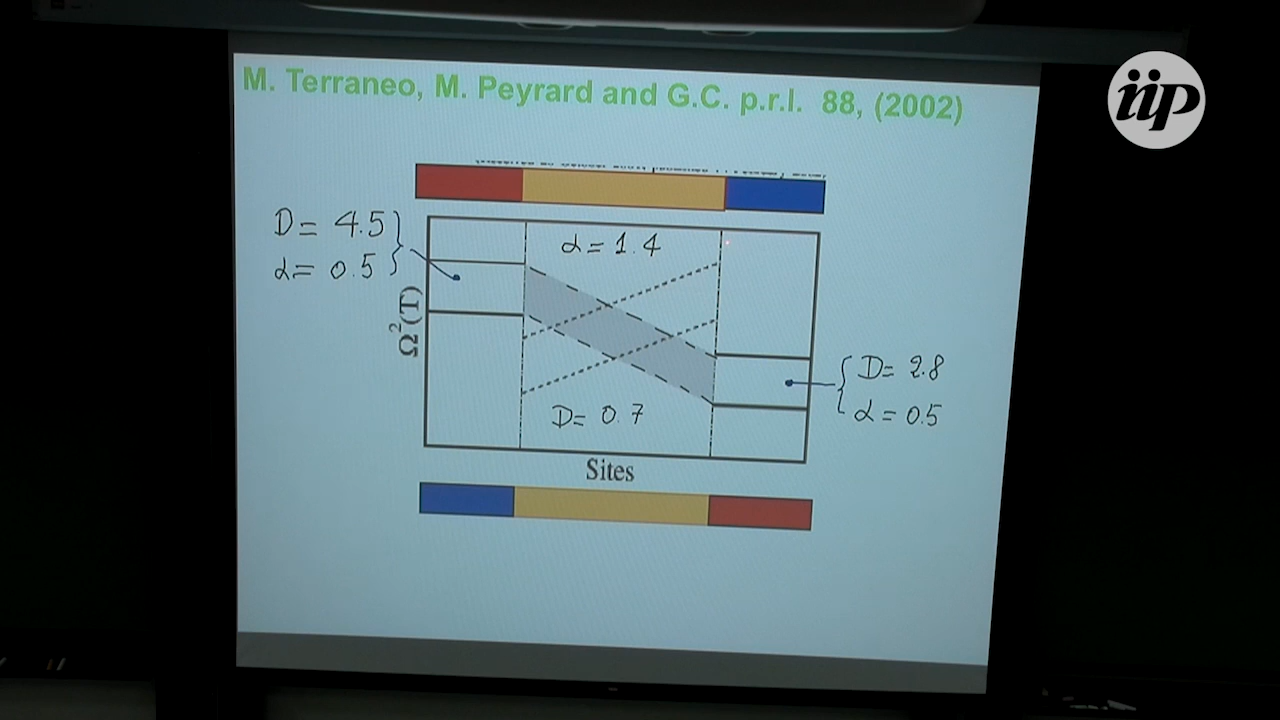 M. Terraneo, M. Peyrard and G.C. p.r.l. 88, (2002)
iip
D= 4.5
α= 0.5
α= 1.4
Ω²(T)
D= 2.8
α= 0.5
D= 0.7
Sites